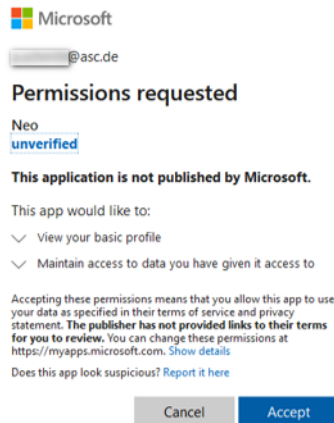 Microsoft
@asc.de
Permissions requested
Neo
unverified
This application is not published by Microsoft.
This app would like to:
View your basic profile
Maintain access to data you have given it access to
Accepting these permissions means that you allow this app to use
your data as specified in their terms of service and privacy
statement. The publisher has not provided links to their terms
for you to review. You can change these permissions at
https://myapps.microsoft.com. Show details
Does this app look suspicious? Report it here
Cancel Accept